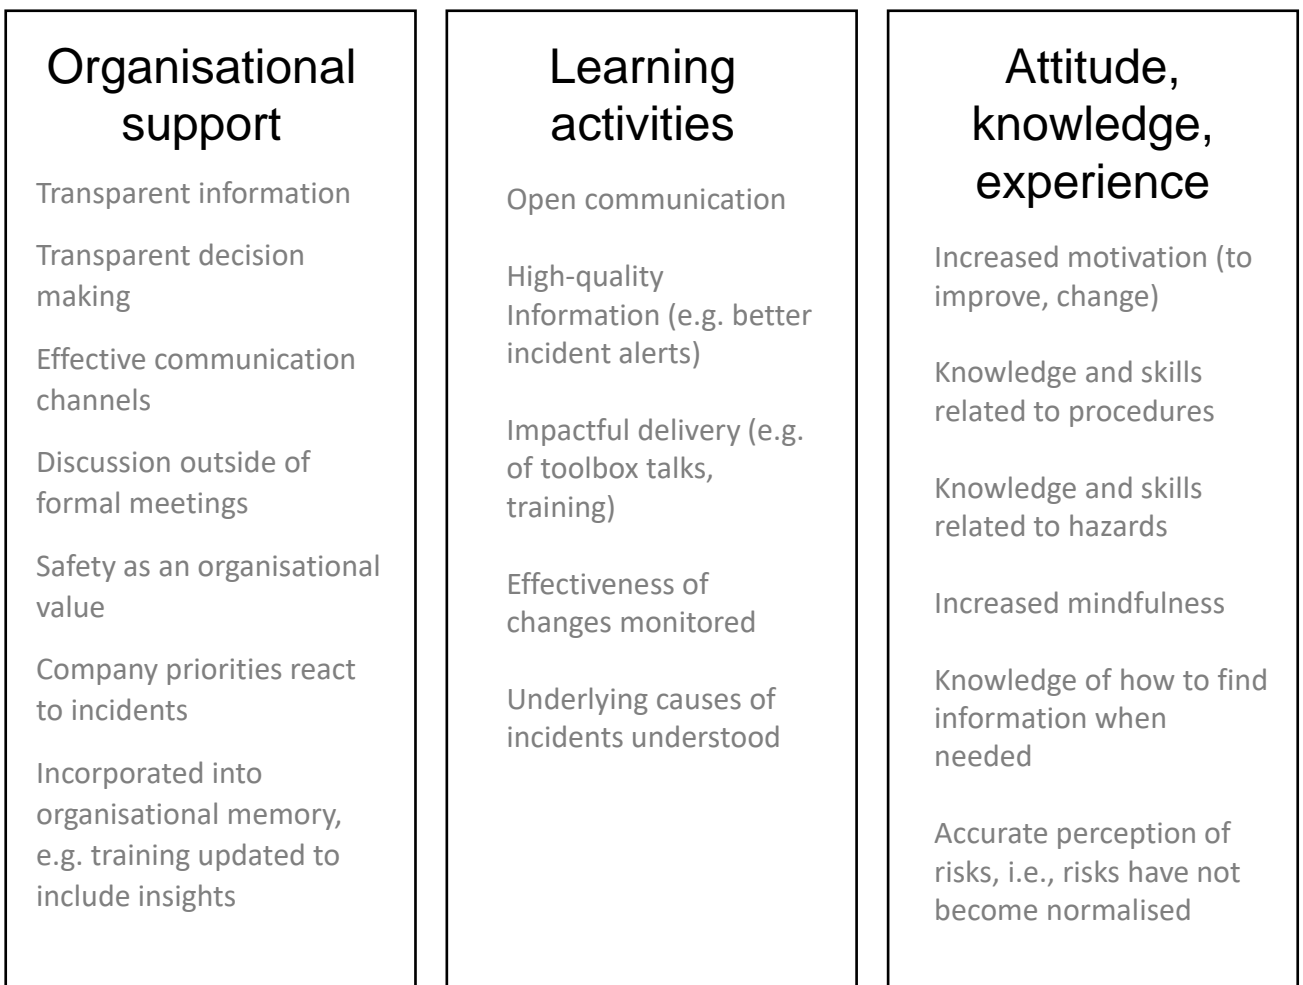 Organisational
support
Transparent information
Transparent decision
making
Effective communication
channels
Discussion outside of
formal meetings
Safety as an organisational
value
Company priorities react
to incidents
Incorporated into
organisational memory,
e.g. training updated to
include insights
Learning
activities
Open communication
High-quality
Information (e.g. better
incident alerts)
Impactful delivery (e.g.
of toolbox talks,
training)
Effectiveness of
changes monitored
Underlying causes of
incidents understood
Attitude,
knowledge,
experience
Increased motivation (to
improve, change)
Knowledge and skills
related to procedures
Knowledge and skills
related to hazards
Increased mindfulness
Knowledge of how to find
information when
needed
Accurate perception of
risks, i.e., risks have not
become normalised